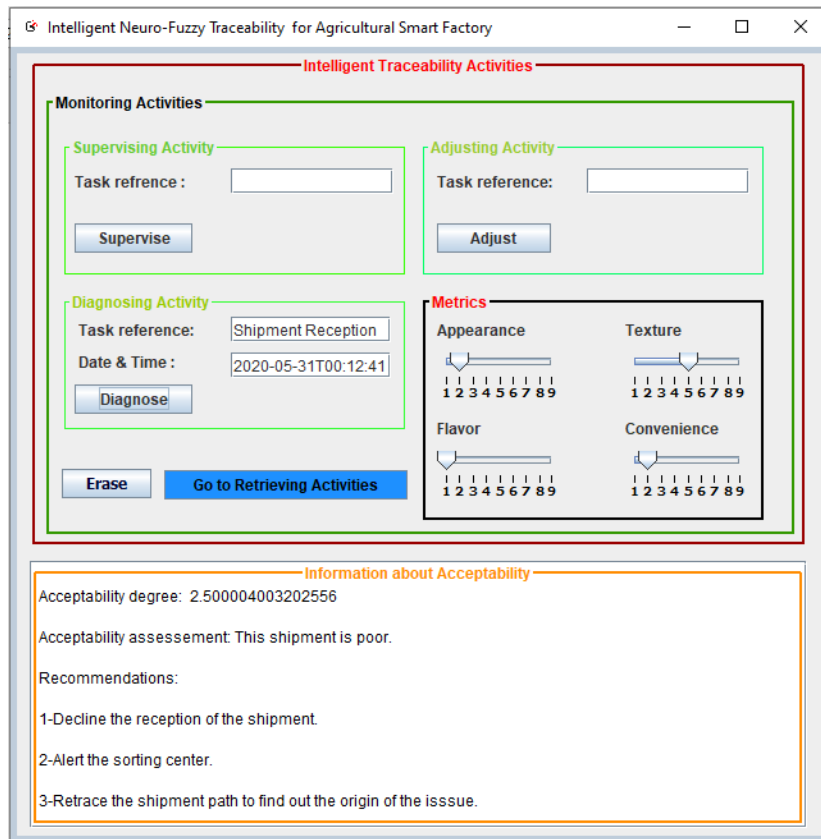 Intelligent Neuro-Fuzzy Traceability for Agricultural Smart Factory
Intelligent Traceability Activities
Monitoring Activities
Supervising Activity
Task refrence :
Supervise
Adjusting Activity
Task reference:
Adjust
Diagnosing Activity
Task reference: Shipment Reception
Date & Time : 2020-05-31T00:12:41
Diagnose
Metrics
Appearance
1 2 3 4 5 6 7 8 9
Texture
1 2 3 4 5 6 7 8 9
Flavor
1 2 3 4 5 6 7 8 9
Convenience
1 2 3 4 5 6 7 8 9
Erase
Go to Retrieving Activities
Information about Acceptability
Acceptability degree: 2.500004003202556
Acceptability assessement: This shipment is poor.
Recommendations:
1-Decline the reception of the shipment.
2-Alert the sorting center.
3-Retrace the shipment path to find out the origin of the isssue.